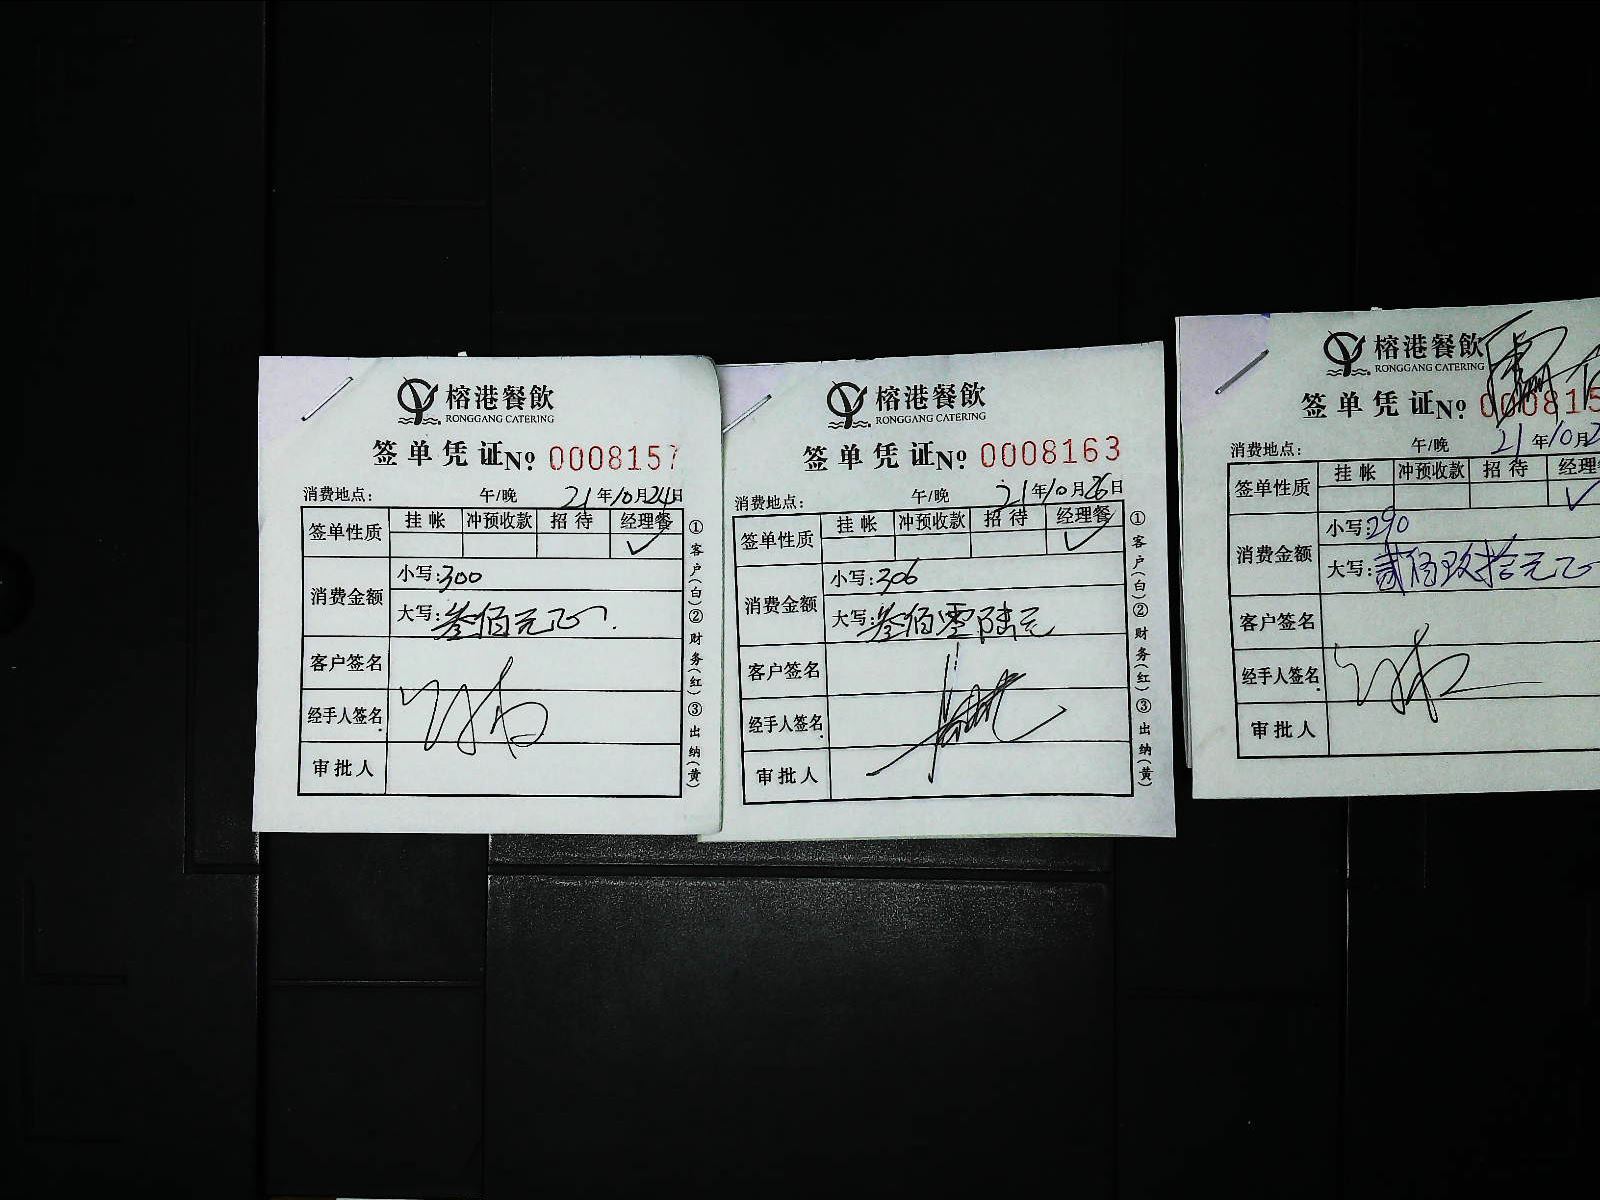 榕港餐飲
RONGGANG CATERING
签单凭证 № 0008157
消费地点： 午/晚 21年10月24日
签单性质 挂帐 冲预收款 招待 经理餐
✓
消费金额 小写:300
大写:叁佰元正
客户签名
经手人签名
审批人
①客户(白)②财务(红)③出纳(黄)
榕港餐飲
RONGGANG CATERING
签单凭证 № 0008163
消费地点： 午/晚 21年10月26日
签单性质 挂帐 冲预收款 招待 经理餐
✓
消费金额 小写:306
大写:叁佰零陆元
客户签名
经手人签名
审批人
①客户(白)②财务(红)③出纳(黄)
榕港餐飲
RONGGANG CATERING
签单凭证 № 000815
消费地点： 午/晚 21年10月2
签单性质 挂帐 冲预收款 招待 经理
✓
消费金额 小写:290
大写:贰佰玖拾元正
客户签名
经手人签名
审批人